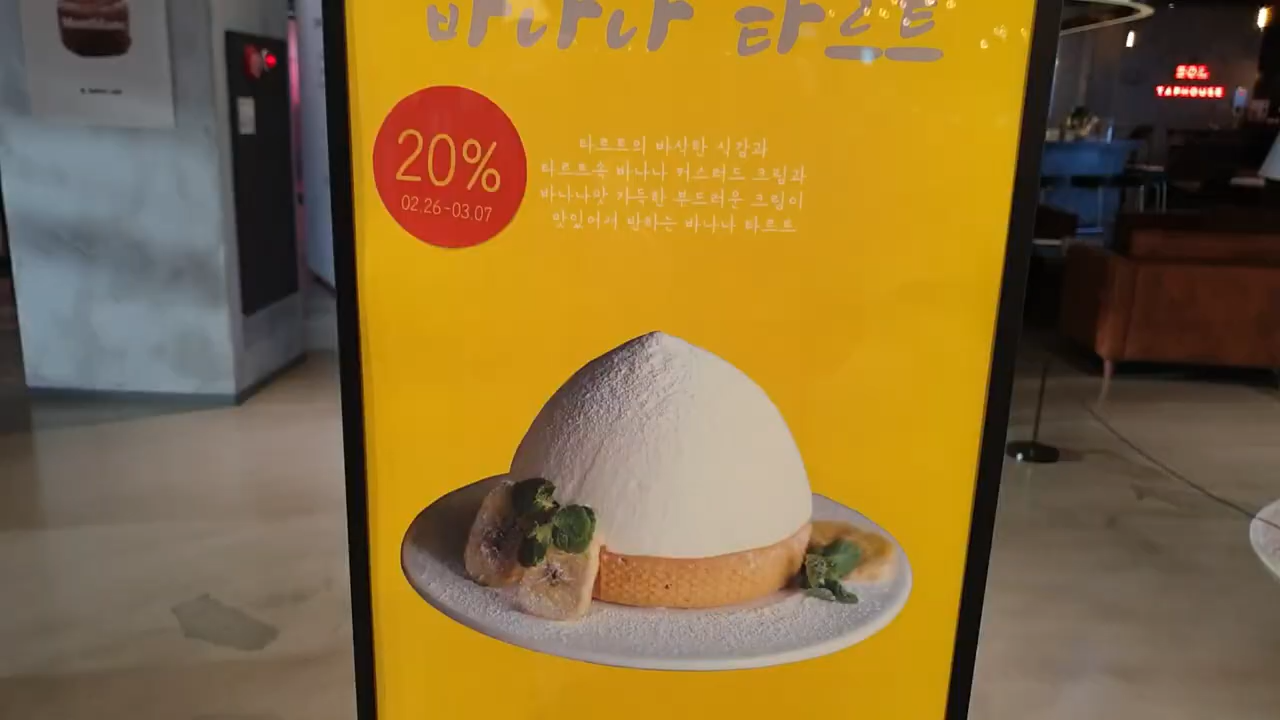 바나나 타르트
20%
02.26-03.07
타르트의 바삭한 식감과
타르트속 바나나 커스터드 크림과
바나나맛 가득한 부드러운 크림이
맛있어서 반하는 바나나 타르트
SOL
TAPHOUSE